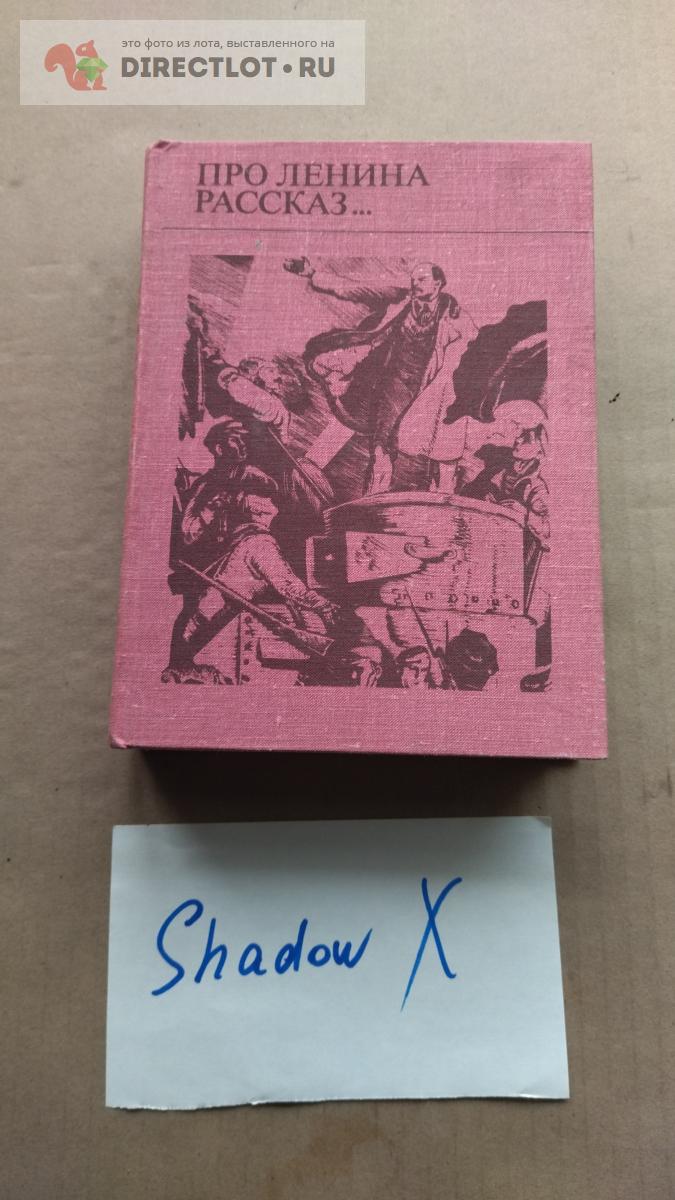 это фото из лота, выставленного на
DIRECTLOT•RU
ПРО ЛЕНИНА
РАССКАЗ...
Shadow X